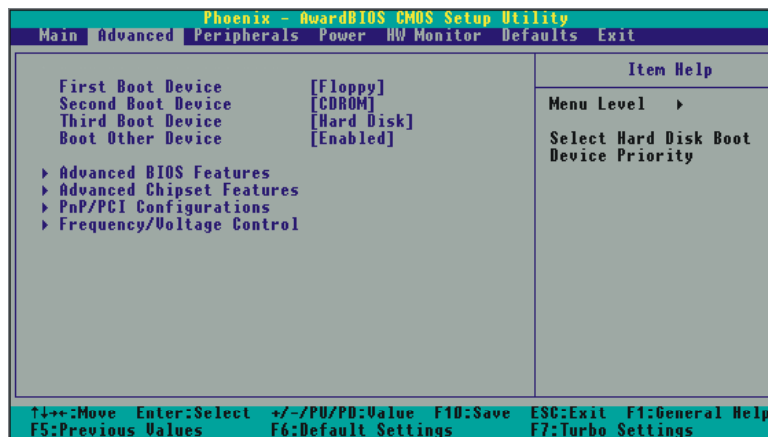 Phoenix - AwardBIOS CMOS Setup Utility
Main Advanced Peripherals Power HW Monitor Defaults Exit
First Boot Device [Floppy]
Second Boot Device [CDROM]
Third Boot Device [Hard Disk]
Boot Other Device [Enabled]
▸ Advanced BIOS Features
▸ Advanced Chipset Features
▸ PnP/PCI Configurations
▸ Frequency/Voltage Control
Item Help
Menu Level ▸
Select Hard Disk Boot
Device Priority
↑↓→←:Move Enter:Select +/-/PU/PD:Value F10:Save ESC:Exit F1:General Help
F5:Previous Values F6:Default Settings F7:Turbo Settings